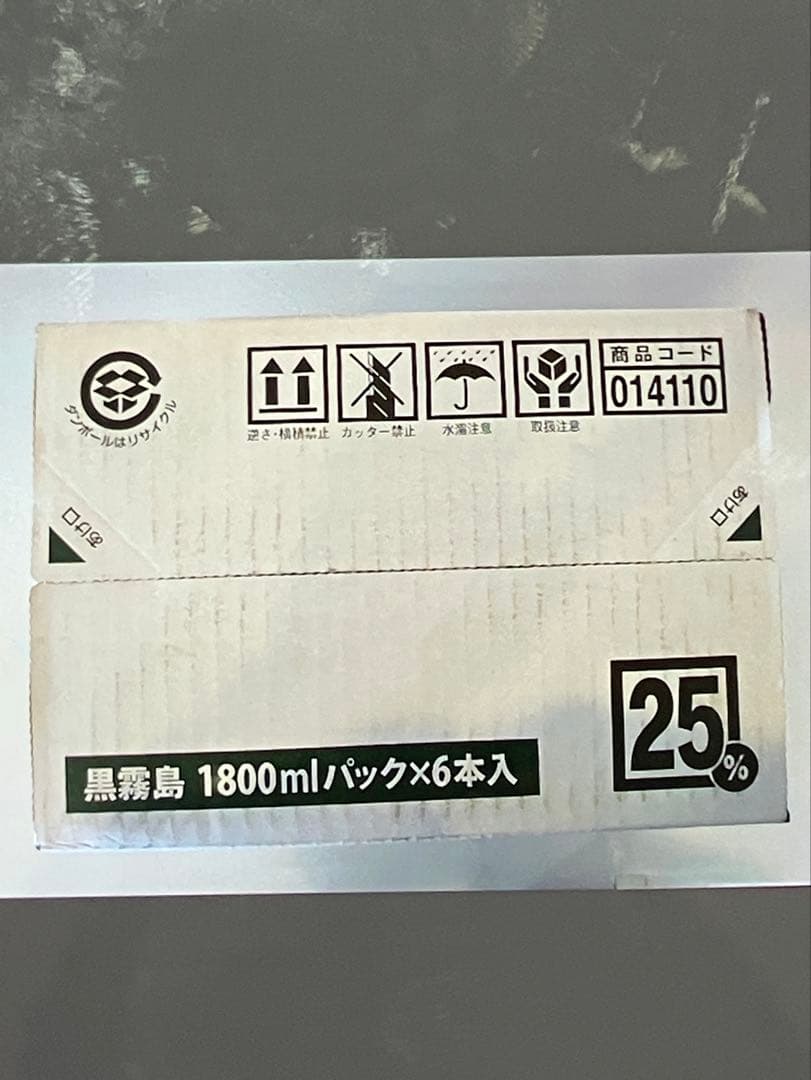 ダンボールはリサイクル
逆さ・横積禁止
カッター禁止
水濡注意
取扱注意
商品コード
014110
あけ口
あけ口
黒霧島 1800mlパック×6本入
25%